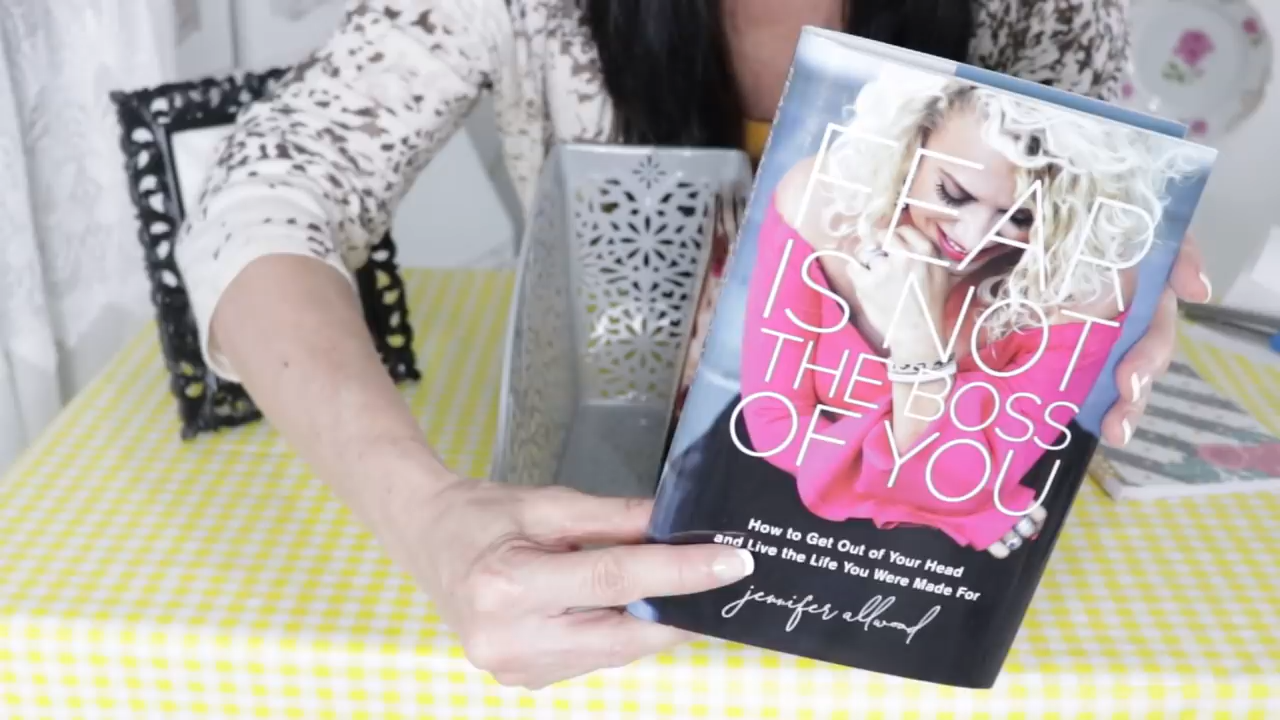 FEAR
IS NOT
THE BOSS
OF YOU
How to Get Out of Your Head
and Live the Life You Were Made For
jennifer allwood